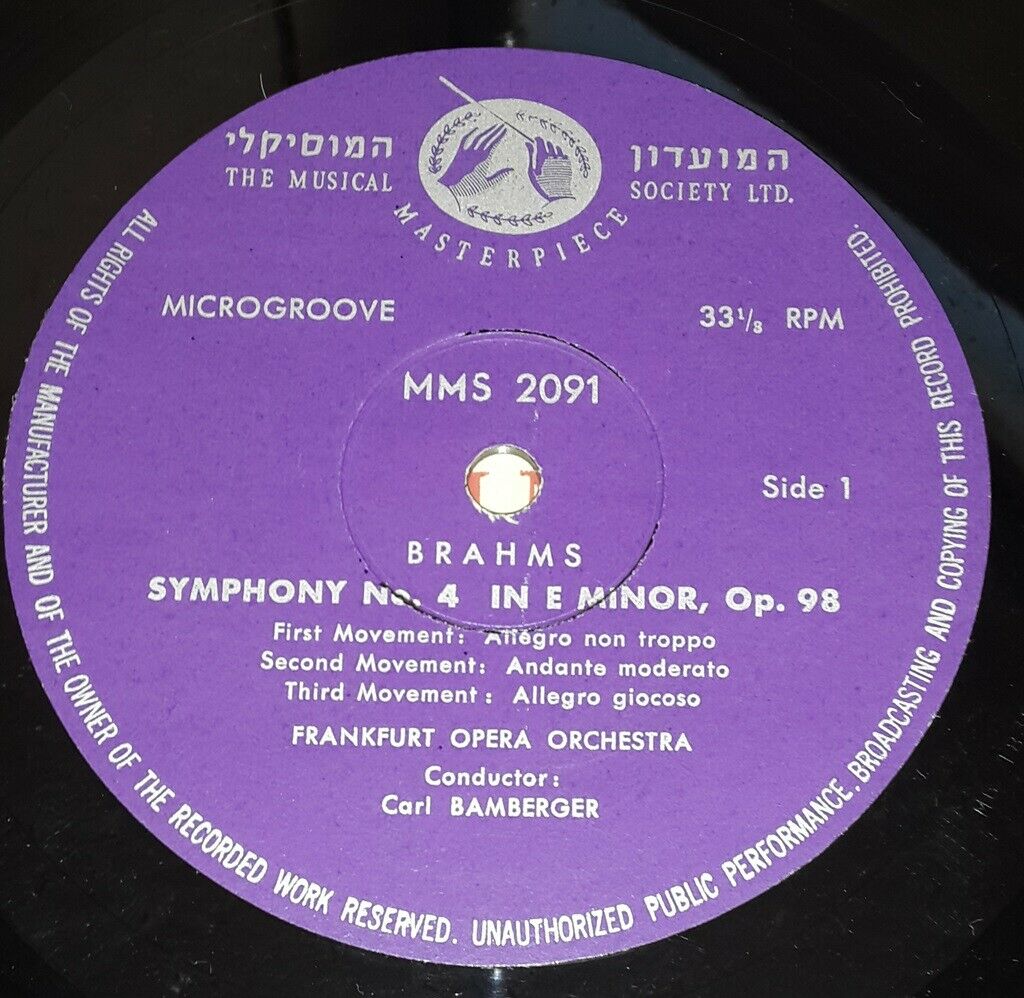 המועדון המוסיקלי
THE MUSICAL MASTERPIECE SOCIETY LTD.
MICROGROOVE
33⅓ RPM
MMS 2091
Side 1
BRAHMS
SYMPHONY No. 4 IN E MINOR, Op. 98
First Movement: Allegro non troppo
Second Movement: Andante moderato
Third Movement: Allegro giocoso
FRANKFURT OPERA ORCHESTRA
Conductor:
Carl BAMBERGER
ALL RIGHTS OF THE MANUFACTURER AND OF THE OWNER OF THE RECORDED WORK RESERVED. UNAUTHORIZED PUBLIC PERFORMANCE. BROADCASTING AND COPYING OF THIS RECORD PROHIBITED.